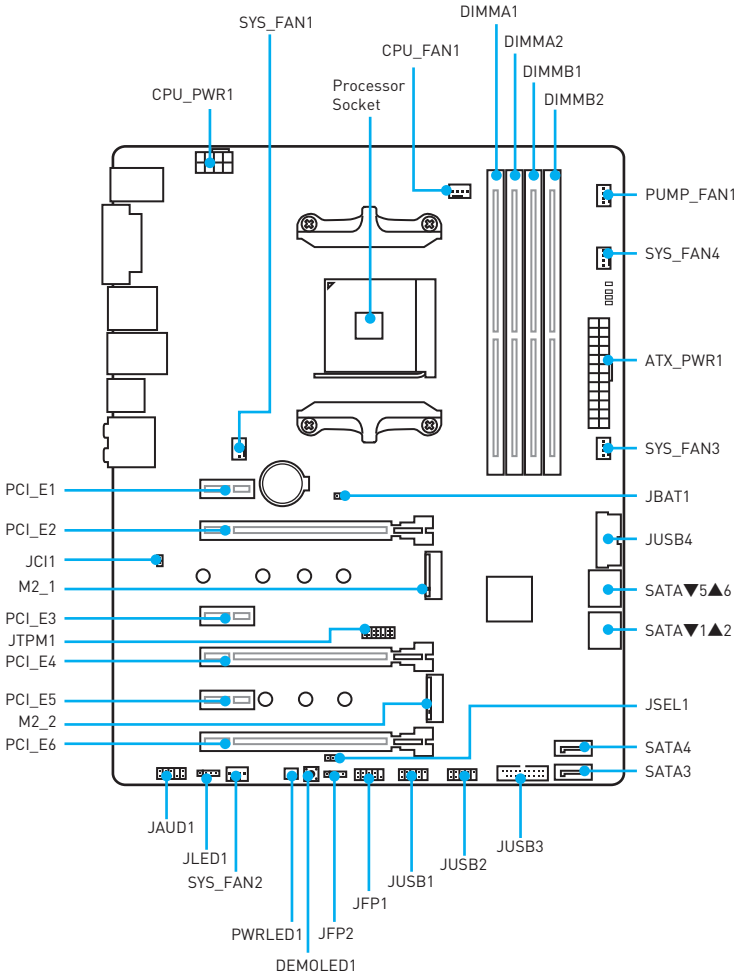 DIMMA1
SYS_FAN1
DIMMA2
CPU_FAN1
DIMMB1
Processor
Socket
CPU_PWR1
DIMMB2
PUMP_FAN1
SYS_FAN4
ATX_PWR1
SYS_FAN3
PCI_E1
JBAT1
PCI_E2
JUSB4
JCI1
M2_1
SATA▼5▲6
PCI_E3
SATA▼1▲2
JTPM1
PCI_E4
PCI_E5
JSEL1
M2_2
PCI_E6
SATA4
SATA3
JAUD1
JUSB3
JLED1
JUSB2
SYS_FAN2
JUSB1
JFP1
PWRLED1
JFP2
DEMOLED1